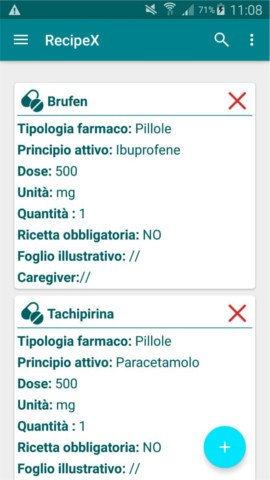 71% 11:08
RecipeX
Brufen
Tipologia farmaco: Pillole
Principio attivo: Ibuprofene
Dose: 500
Unità: mg
Quantità : 1
Ricetta obbligatoria: NO
Foglio illustrativo: //
Caregiver://
Tachipirina
Tipologia farmaco: Pillole
Principio attivo: Paracetamolo
Dose: 500
Unità: mg
Quantità : 1
Ricetta obbligatoria: NO
Foglio illustrativo: //